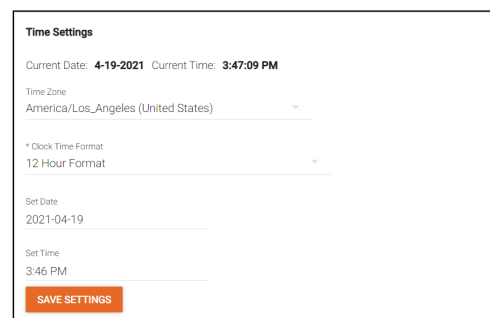 Time Settings
Current Date: 4-19-2021 Current Time: 3:47:09 PM
Time Zone
America/Los_Angeles (United States)
* Clock Time Format
12 Hour Format
Set Date
2021-04-19
Set Time
3:46 PM
SAVE SETTINGS